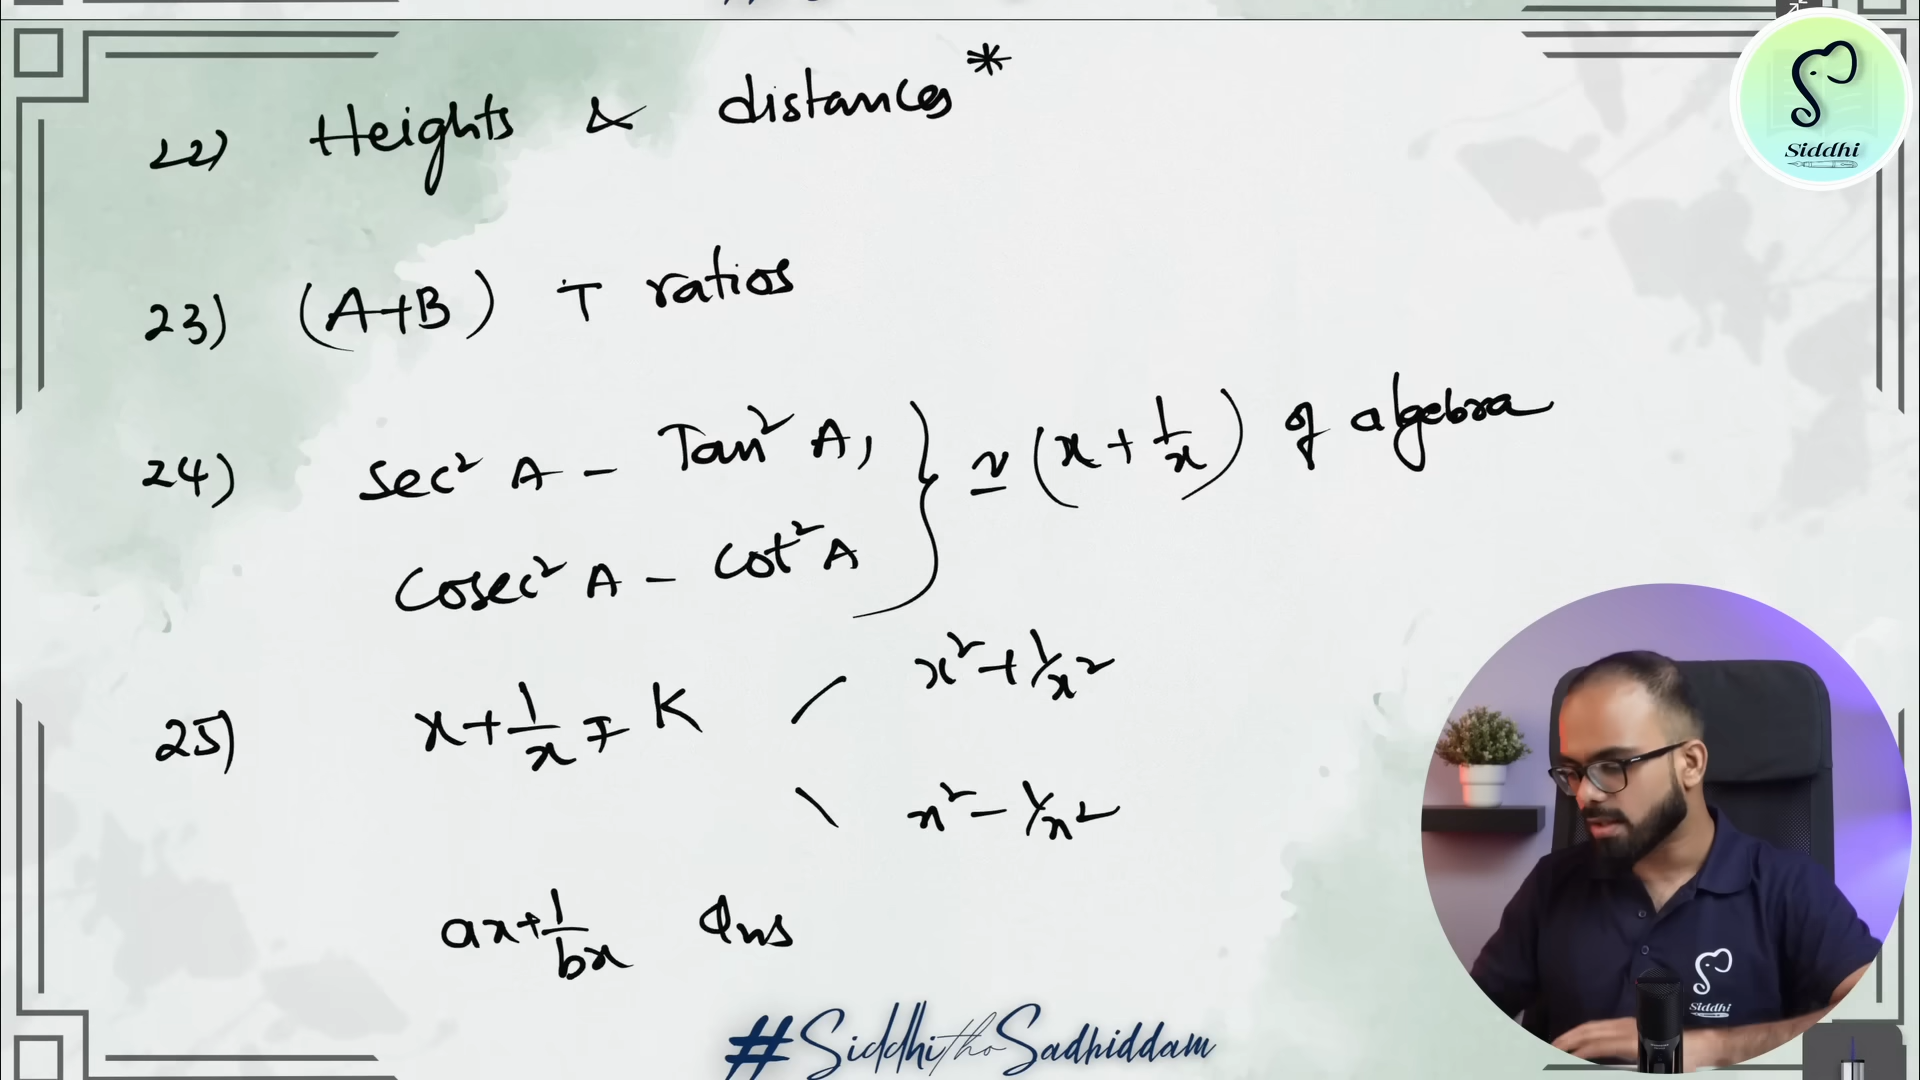 Siddhi
22) Heights & distances *
23) (A+B) T ratios
24) Sec² A - Tan² A, } ≃ (x + 1/x) of algebra
Cosec² A - Cot² A
25) x + 1/x = K
x² + 1/x²
x² - 1/x²
ax + 1/bx Qns
Siddhi
#SiddhithoSadhiddam